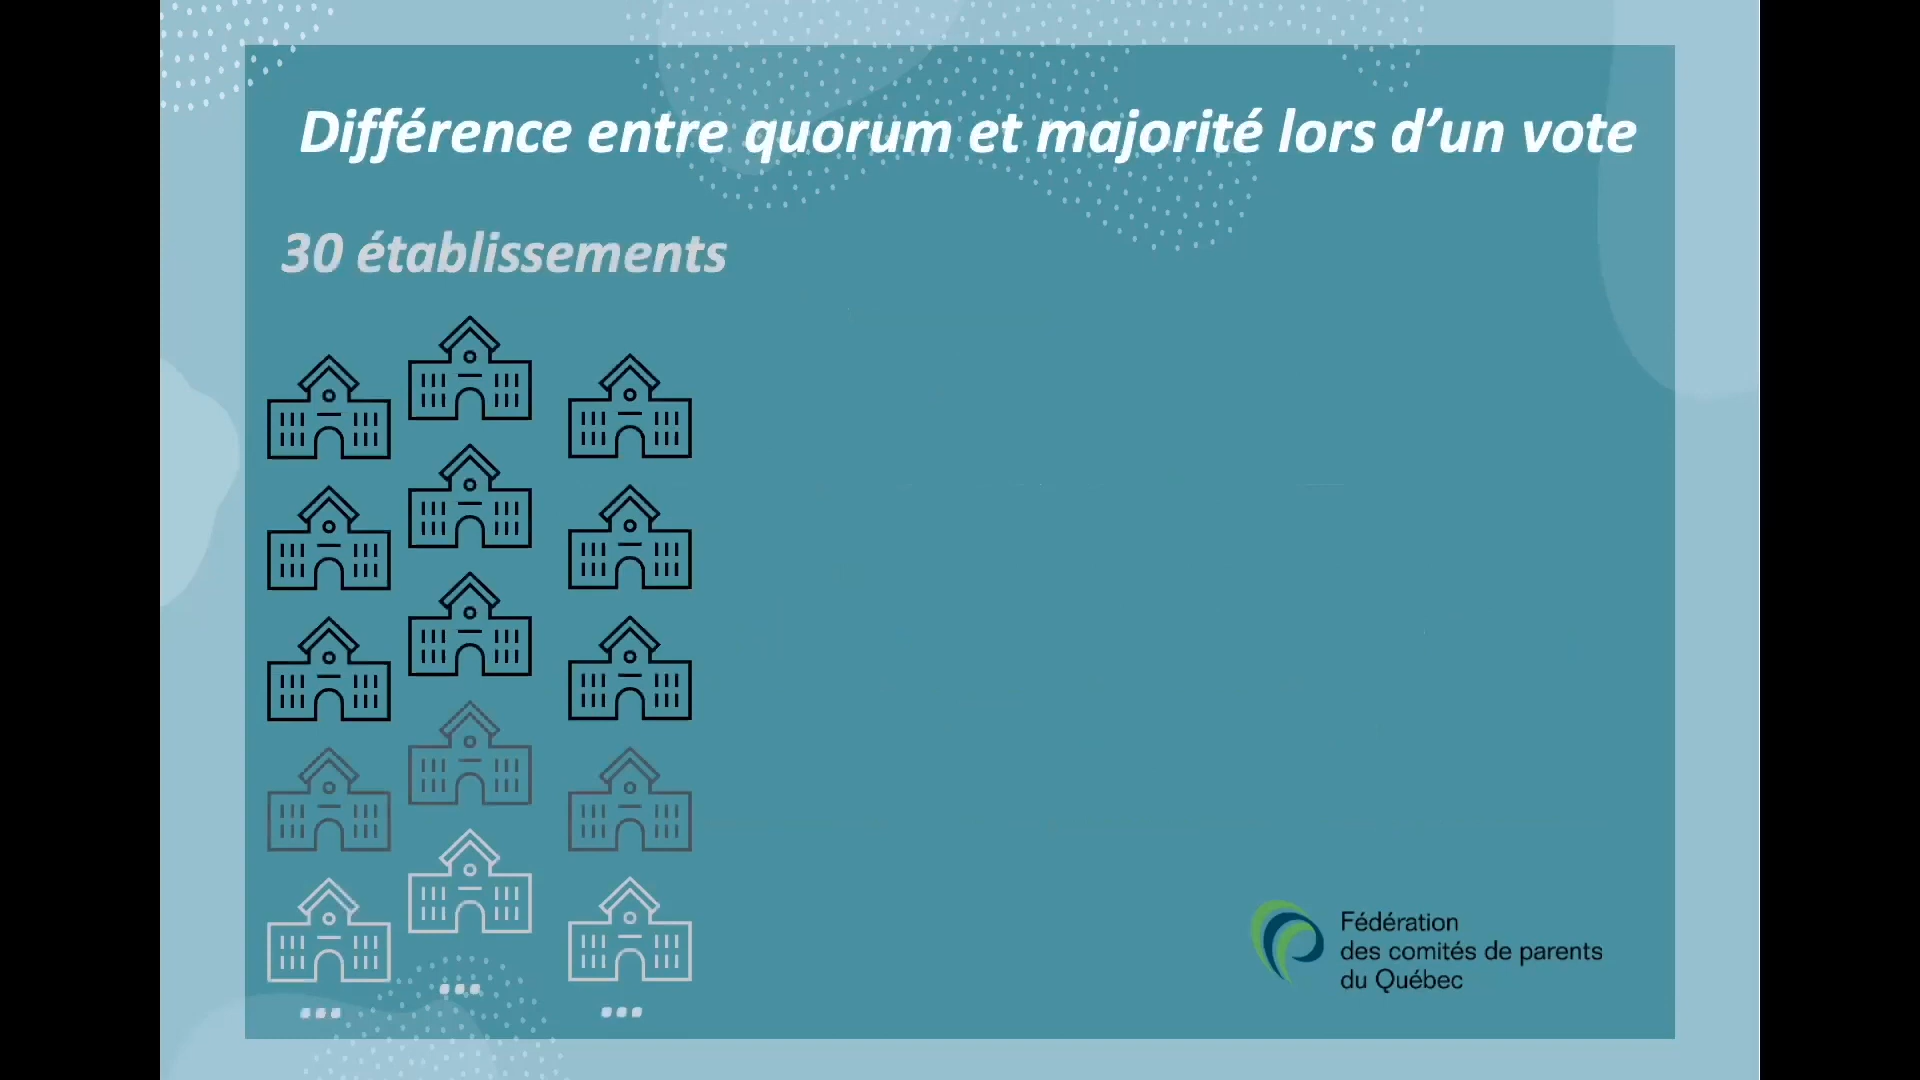 Différence entre quorum et majorité lors d'un vote
30 établissements
...
...
...
Fédération
des comités de parents
du Québec